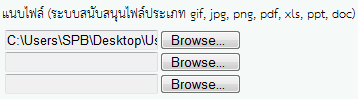 แนบไฟล์ (ระบบสนับสนุนไฟล์ประเภท gif, jpg, png, pdf, xls, ppt, doc)
C:\Users\SPB\Desktop\Us Browse...
Browse...
Browse...